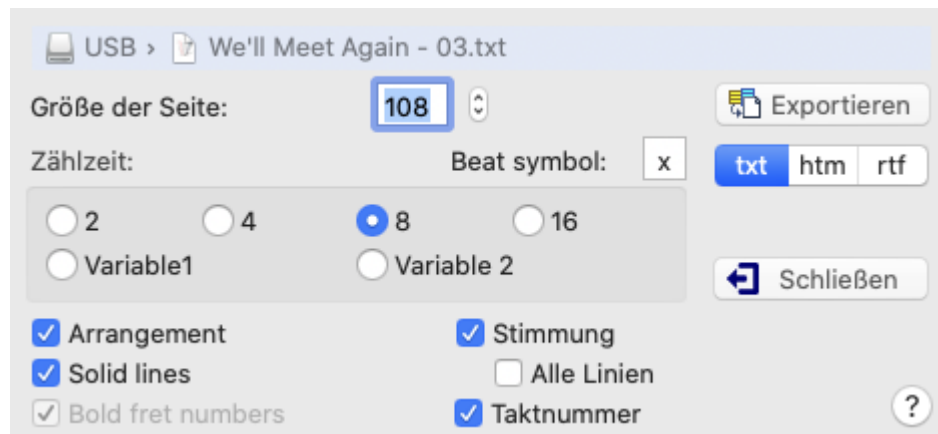 USB › We'll Meet Again - 03.txt
Größe der Seite: 108 Exportieren
Zählzeit: Beat symbol: x txt htm rtf
2 4 8 16
Variable1 Variable 2 Schließen
Arrangement Stimmung
Solid lines Alle Linien
Bold fret numbers Taktnummer ?